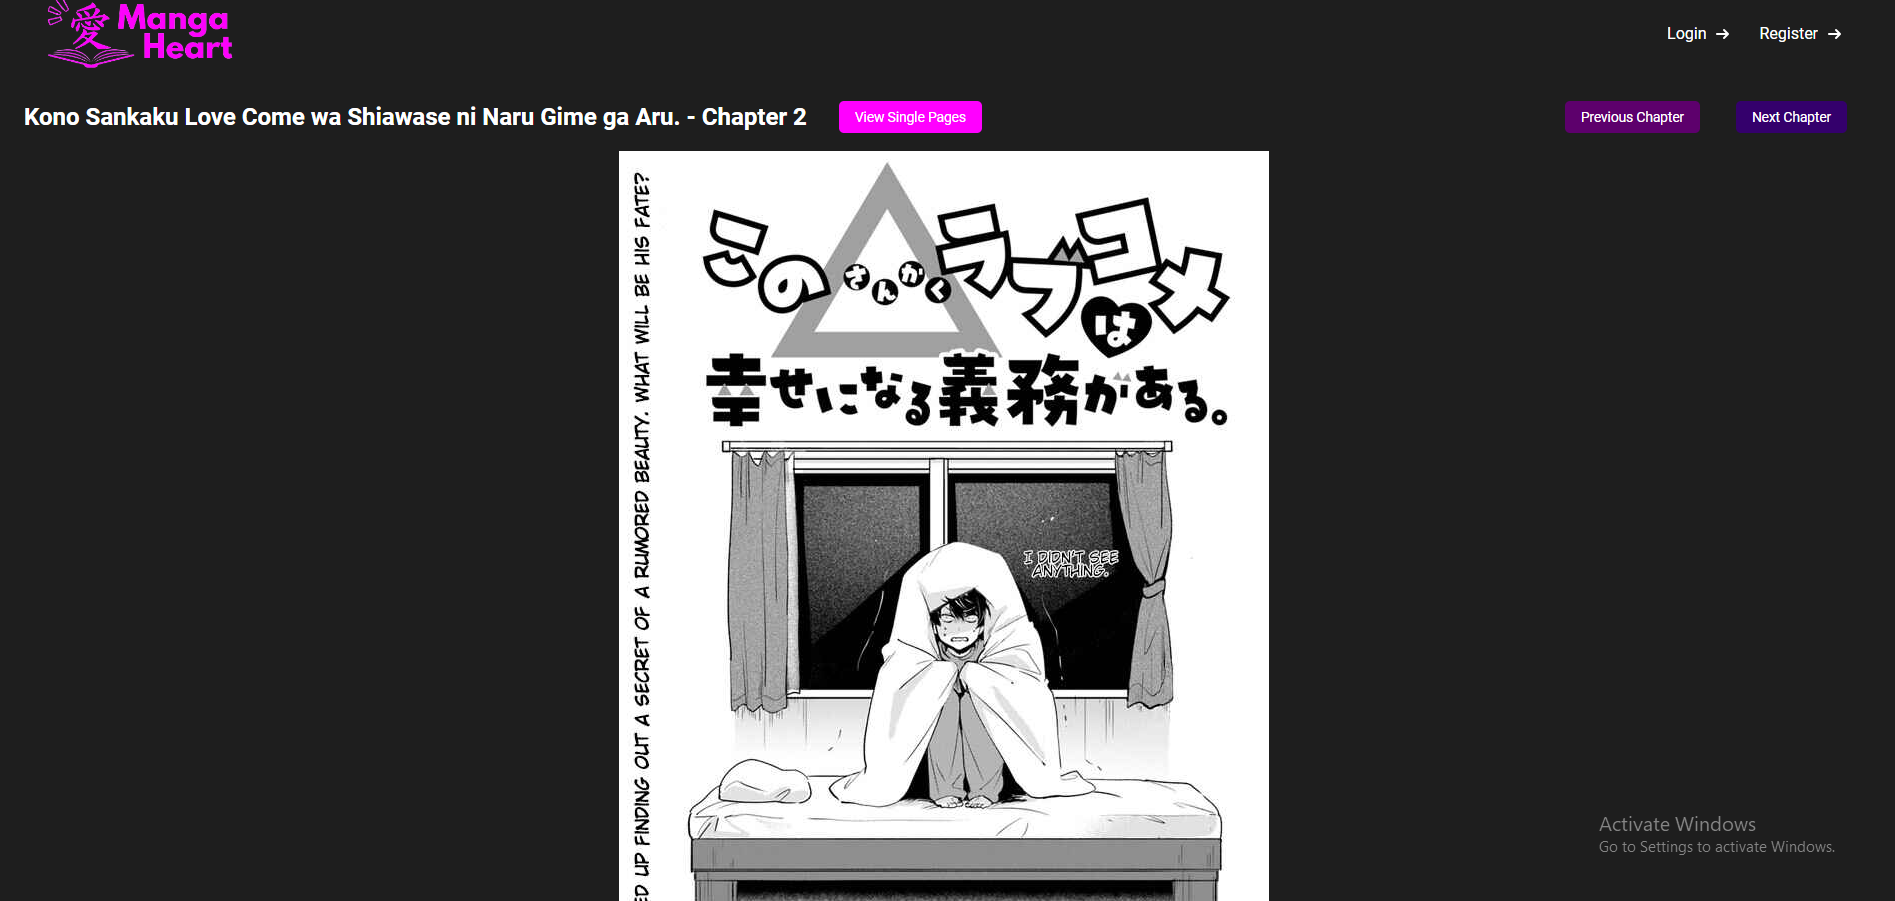 愛 Manga
Heart
Login
Register
Kono Sankaku Love Come wa Shiawase ni Naru Gime ga Aru. - Chapter 2
View Single Pages
Previous Chapter
Next Chapter
この
さんかく
ラブコメ
は
幸せになる義務がある。
UP FINDING OUT A SECRET OF A RUMORED BEAUTY. WHAT WILL BE HIS FATE?
I DIDN'T SEE
ANYTHING.
Activate Windows
Go to Settings to activate Windows.